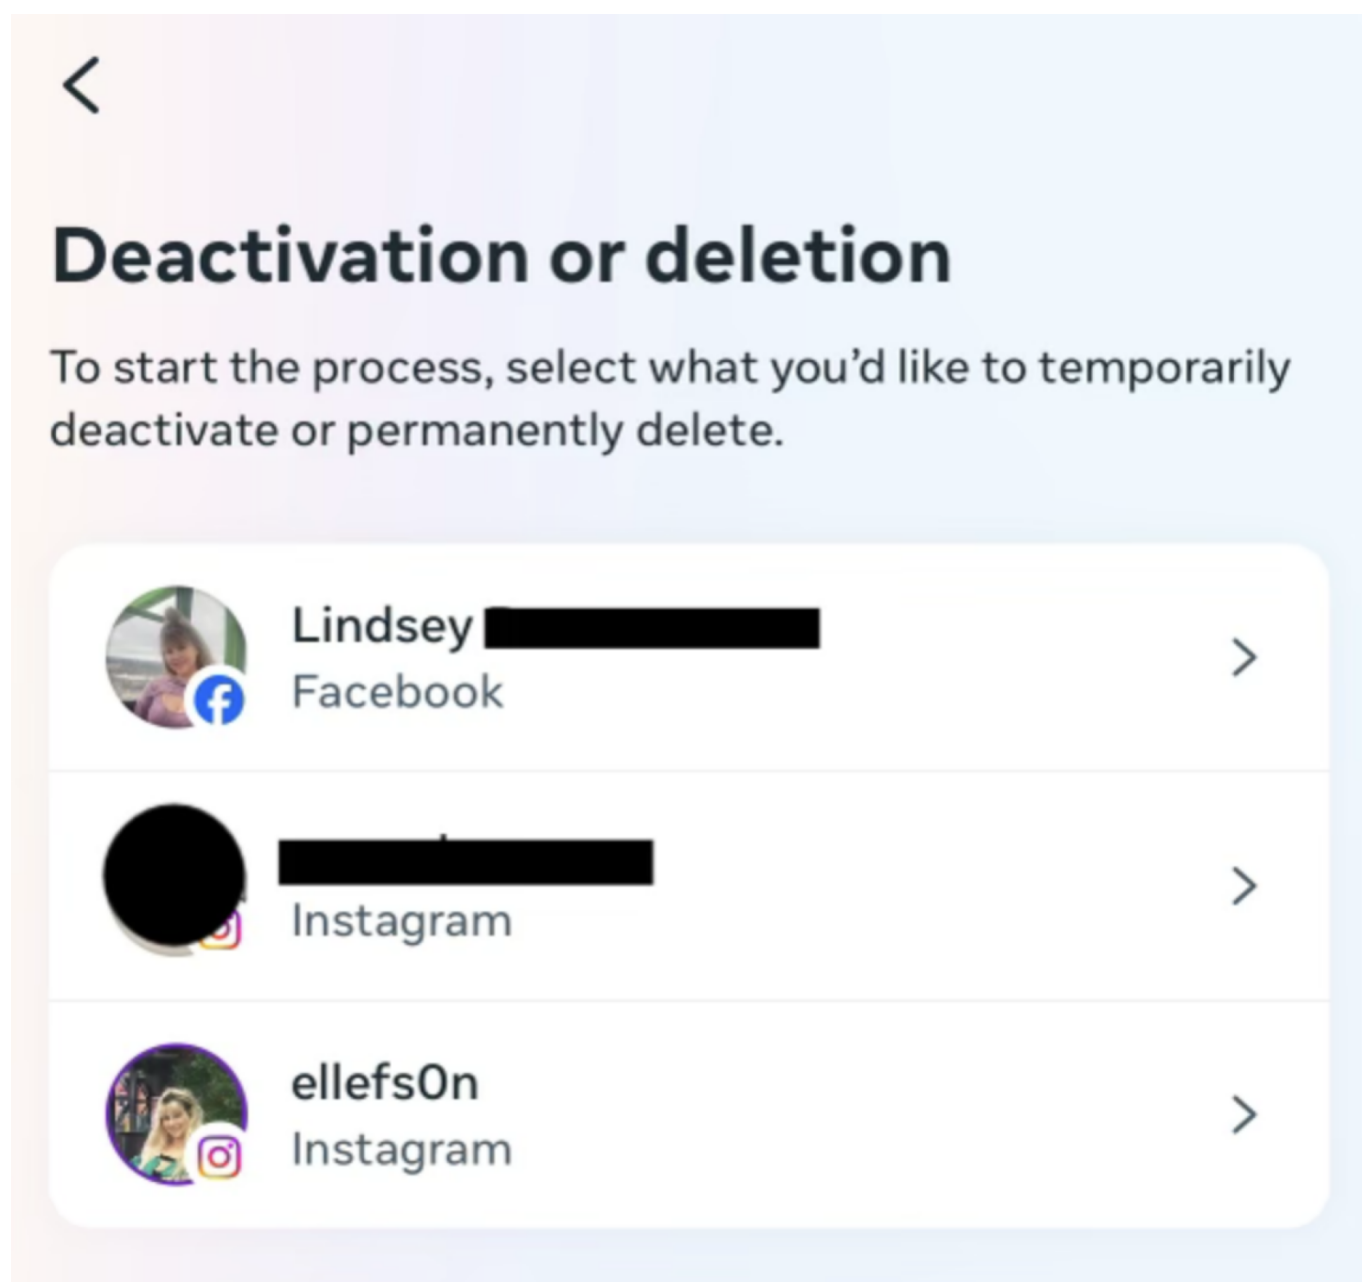 Deactivation or deletion
To start the process, select what you’d like to temporarily
deactivate or permanently delete.
Lindsey
Facebook
Instagram
ellefs0n
Instagram